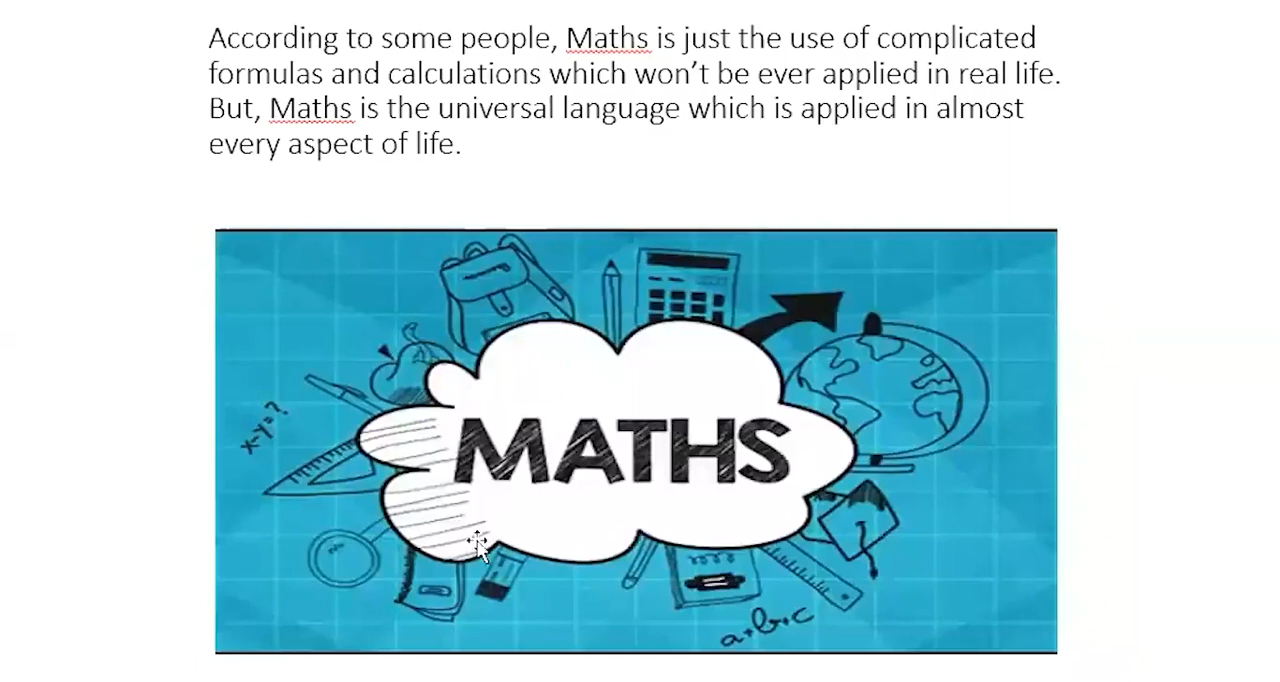 According to some people, Maths is just the use of complicated
formulas and calculations which won't be ever applied in real life.
But, Maths is the universal language which is applied in almost
every aspect of life.
x-y=?
MATHS
a+b+c